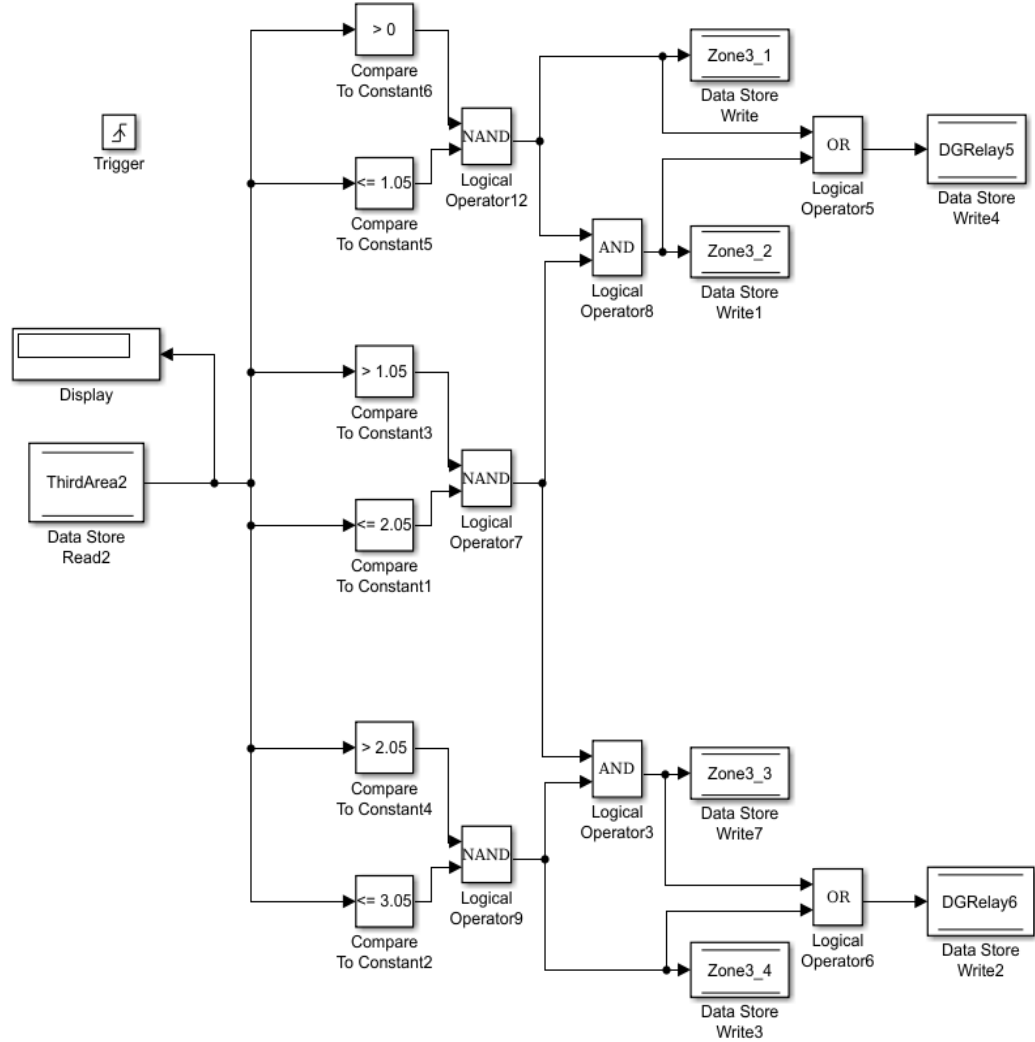 > 0
Compare
To Constant6
Trigger
NAND
Logical
Operator12
<= 1.05
Compare
To Constant5
Zone3_1
Data Store
Write
OR
Logical
Operator5
DGRelay5
Data Store
Write4
AND
Logical
Operator8
Zone3_2
Data Store
Write1
Display
> 1.05
Compare
To Constant3
ThirdArea2
Data Store
Read2
NAND
Logical
Operator7
<= 2.05
Compare
To Constant1
> 2.05
Compare
To Constant4
AND
Logical
Operator3
Zone3_3
Data Store
Write7
NAND
Logical
Operator9
<= 3.05
Compare
To Constant2
OR
Logical
Operator6
DGRelay6
Data Store
Write2
Zone3_4
Data Store
Write3